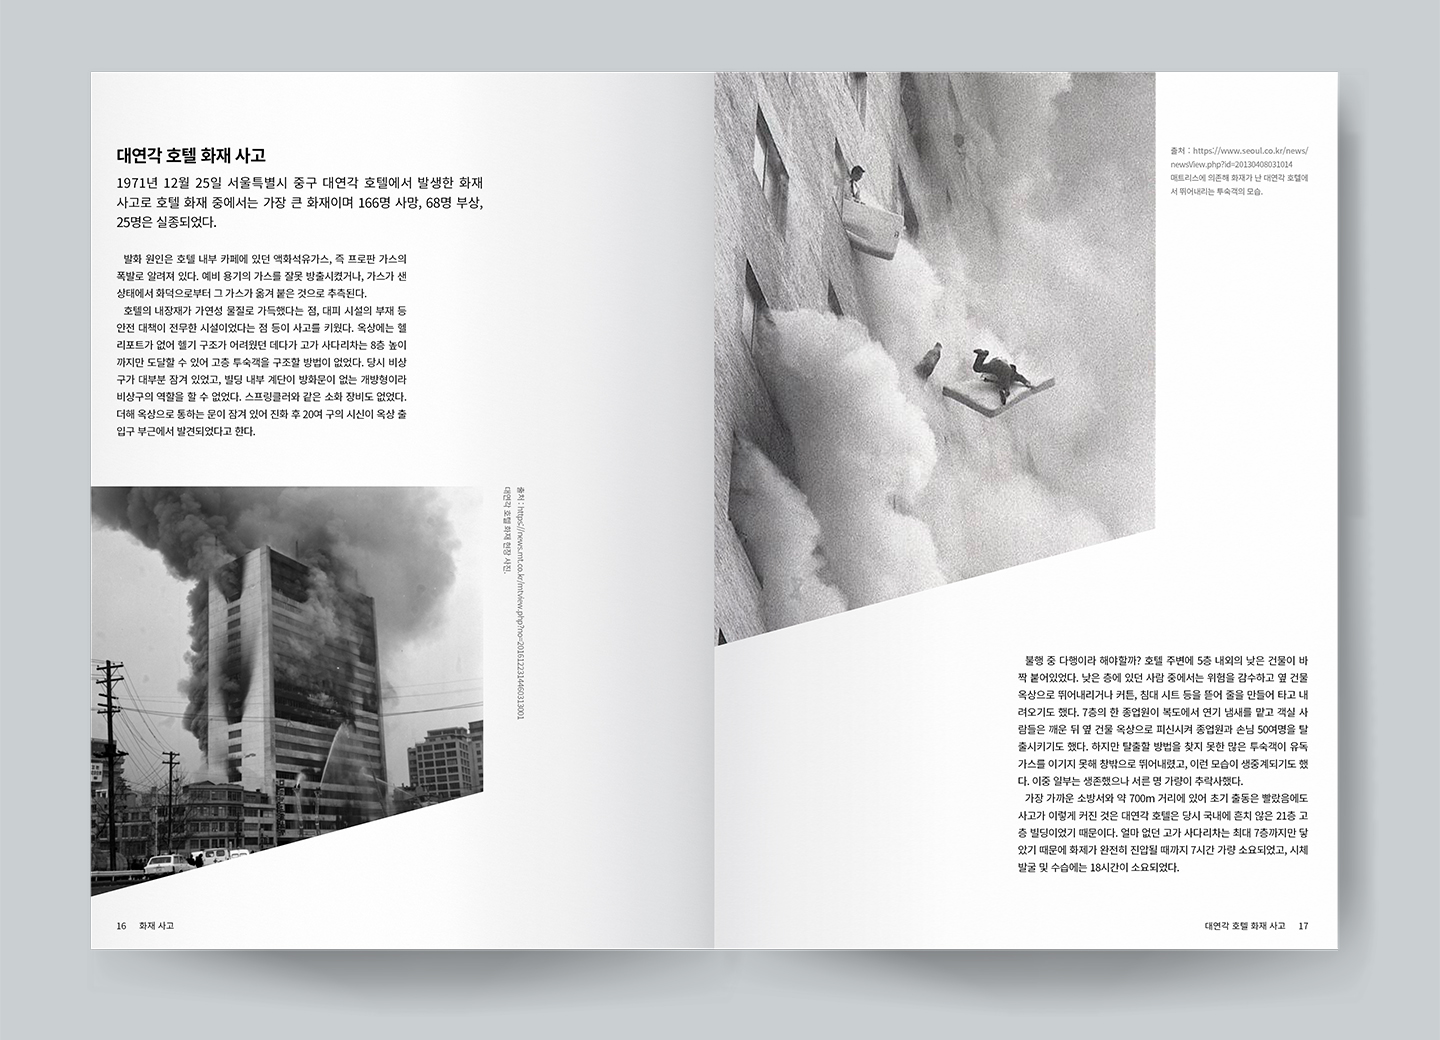 대연각 호텔 화재 사고
1971년 12월 25일 서울특별시 중구 대연각 호텔에서 발생한 화재
사고로 호텔 화재 중에서는 가장 큰 화재이며 166명 사망, 68명 부상,
25명은 실종되었다.
발화 원인은 호텔 내부 카페에 있던 액화석유가스, 즉 프로판 가스의
폭발로 알려져 있다. 예비 용기의 가스를 잘못 방출시켰거나, 가스가 샌
상태에서 화덕으로부터 그 가스가 옮겨 붙은 것으로 추측된다.
호텔의 내장재가 가연성 물질로 가득했다는 점, 대피 시설의 부재 등
안전 대책이 전무한 시설이었다는 점 등이 사고를 키웠다. 옥상에는 헬
리포트가 없어 헬기 구조가 어려웠던 데다가 고가 사다리차는 8층 높이
까지만 도달할 수 있어 고층 투숙객을 구조할 방법이 없었다. 당시 비상
구가 대부분 잠겨 있었고, 빌딩 내부 계단이 방화문이 없는 개방형이라
비상구의 역할을 할 수 없었다. 스프링클러와 같은 소화 장비도 없었다.
더해 옥상으로 통하는 문이 잠겨 있어 진화 후 20여 구의 시신이 옥상 출
입구 부근에서 발견되었다고 한다.
출처 : https://news.mt.co.kr/mtview.php?no=2016122314460313001
대연각 호텔 화재 현장 사진.
16 화재 사고
출처 : https://www.seoul.co.kr/news/
newsView.php?id=20130408031014
매트리스에 의존해 화재가 난 대연각 호텔에
서 뛰어내리는 투숙객의 모습.
불행 중 다행이라 해야할까? 호텔 주변에 5층 내외의 낮은 건물이 바
짝 붙어있었다. 낮은 층에 있던 사람 중에서는 위험을 감수하고 옆 건물
옥상으로 뛰어내리거나 커튼, 침대 시트 등을 뜯어 줄을 만들어 타고 내
려오기도 했다. 7층의 한 종업원이 복도에서 연기 냄새를 맡고 객실 사
람들은 깨운 뒤 옆 건물 옥상으로 피신시켜 종업원과 손님 50여명을 탈
출시키기도 했다. 하지만 탈출할 방법을 찾지 못한 많은 투숙객이 유독
가스를 이기지 못해 창밖으로 뛰어내렸고, 이런 모습이 생중계되기도 했
다. 이중 일부는 생존했으나 서른 명 가량이 추락사했다.
가장 가까운 소방서와 약 700m 거리에 있어 초기 출동은 빨랐음에도
사고가 이렇게 커진 것은 대연각 호텔은 당시 국내에 흔치 않은 21층 고
층 빌딩이었기 때문이다. 얼마 없던 고가 사다리차는 최대 7층까지만 닿
았기 때문에 화재가 완전히 진압될 때까지 7시간 가량 소요되었고, 시체
발굴 및 수습에는 18시간이 소요되었다.
대연각 호텔 화재 사고 17